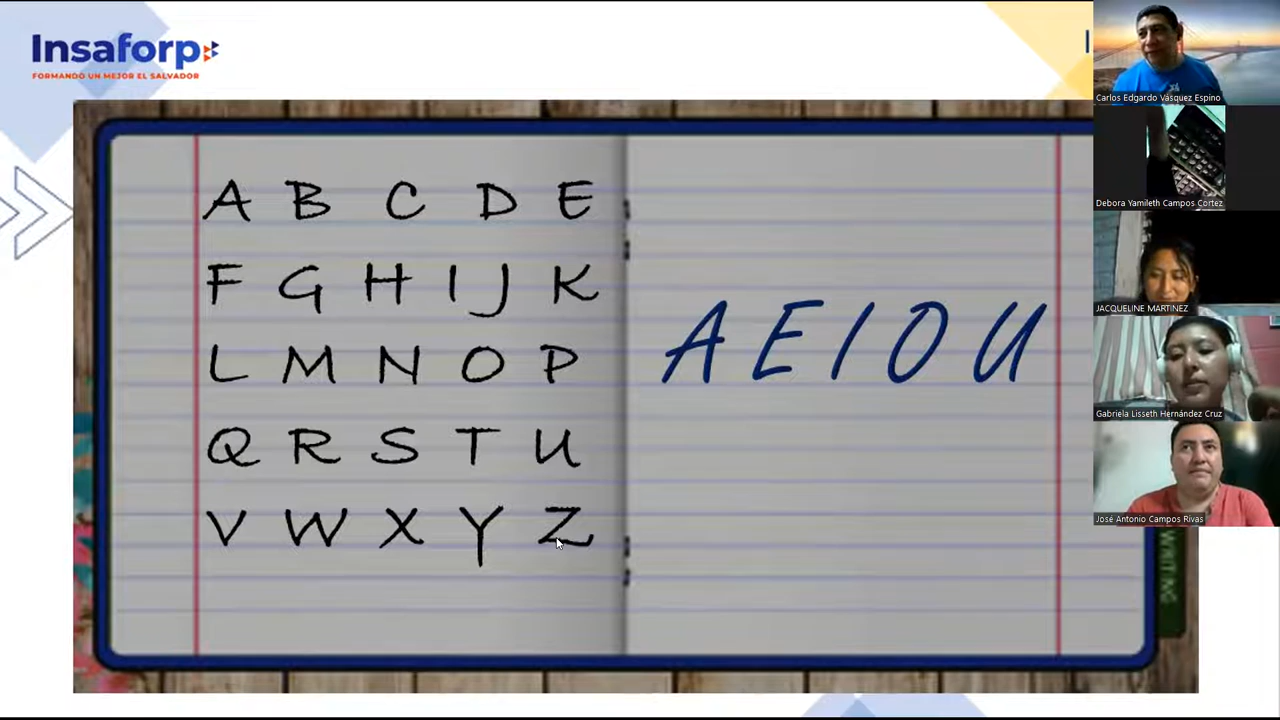 Insaforp
FORMANDO UN MEJOR EL SALVADOR
A B C D E
F G H I J K
L M N O P
Q R S T U
V W X Y Z
A E I O U
WRITING
Carlos Edgardo Vásquez Espino
Debora Yamileth Campos Cortez
JACQUELINE MARTINEZ
Gabriela Lisseth Hernández Cruz
José Antonio Campos Rivas